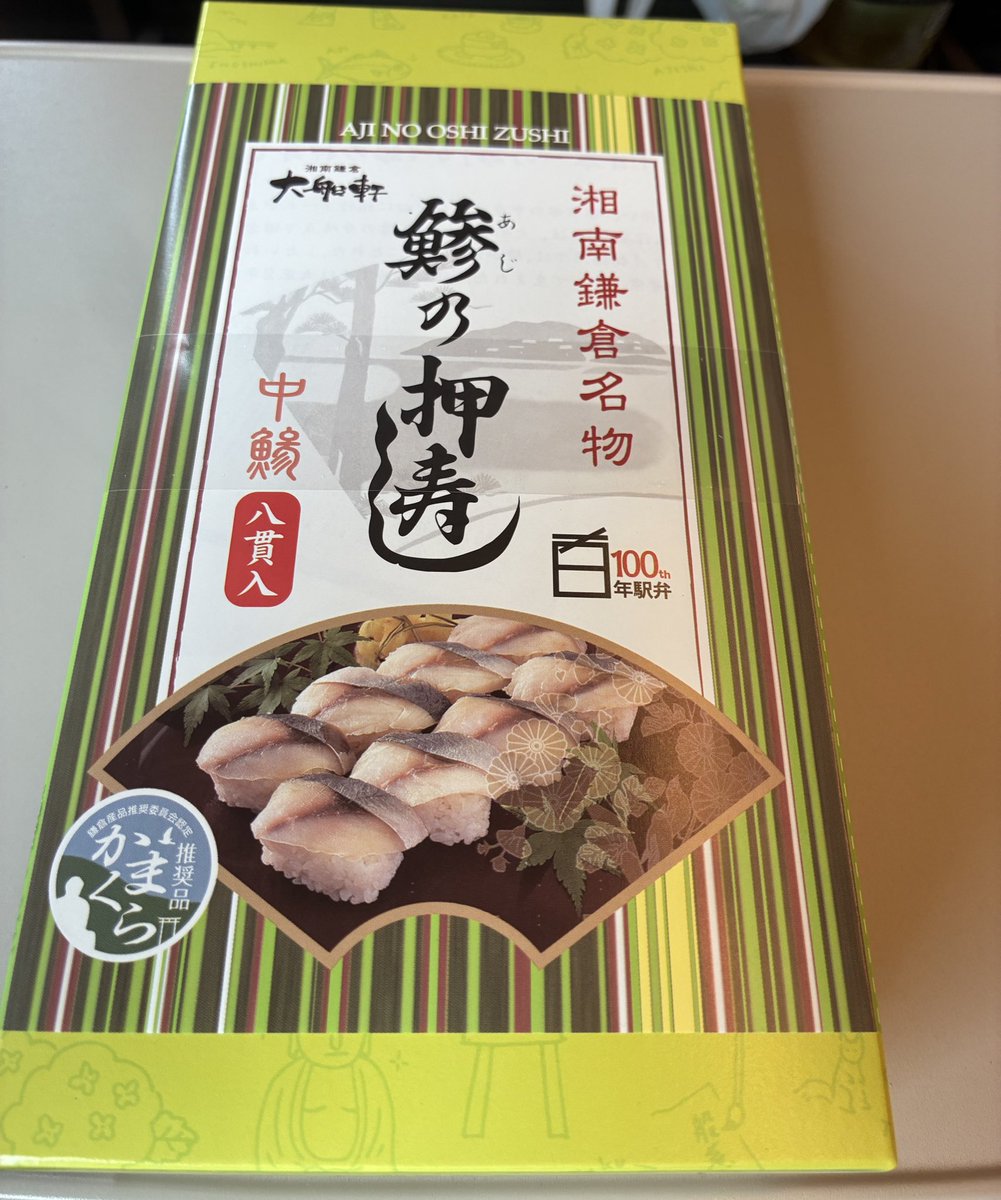 AJI NO OSHI ZUSHI
湘南鎌倉
大船軒
湘南鎌倉名物
鯵の押寿し
あじ
中鯵
八貫入
100th
年駅弁
鎌倉産品推奨委員会認定
かまくら
推奨品